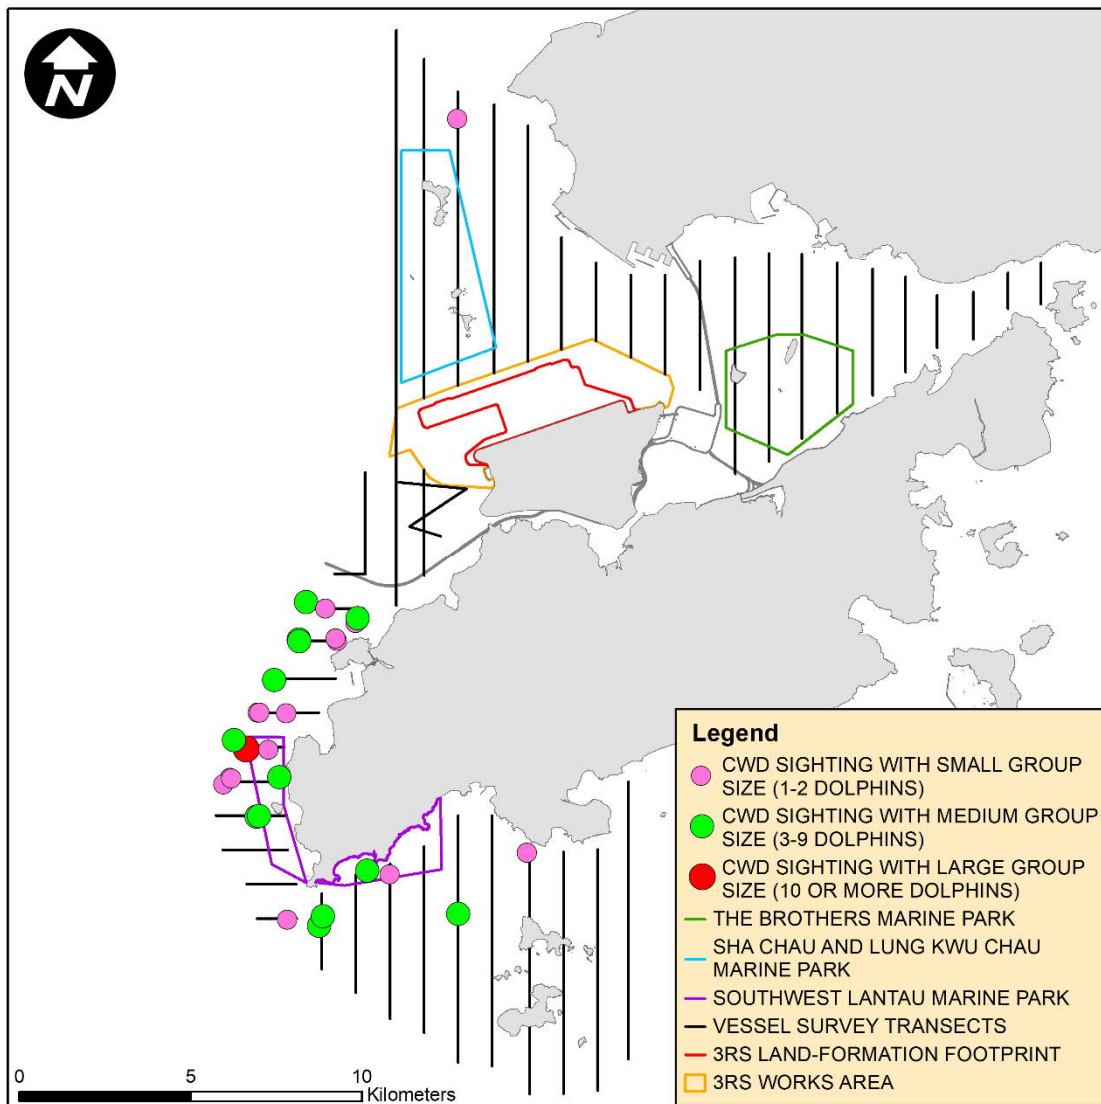 N
Legend
CWD SIGHTING WITH SMALL GROUP
SIZE (1-2 DOLPHINS)
CWD SIGHTING WITH MEDIUM GROUP
SIZE (3-9 DOLPHINS)
CWD SIGHTING WITH LARGE GROUP
SIZE (10 OR MORE DOLPHINS)
THE BROTHERS MARINE PARK
SHA CHAU AND LUNG KWU CHAU
MARINE PARK
SOUTHWEST LANTAU MARINE PARK
VESSEL SURVEY TRANSECTS
3RS LAND-FORMATION FOOTPRINT
3RS WORKS AREA
0 5 10
Kilometers